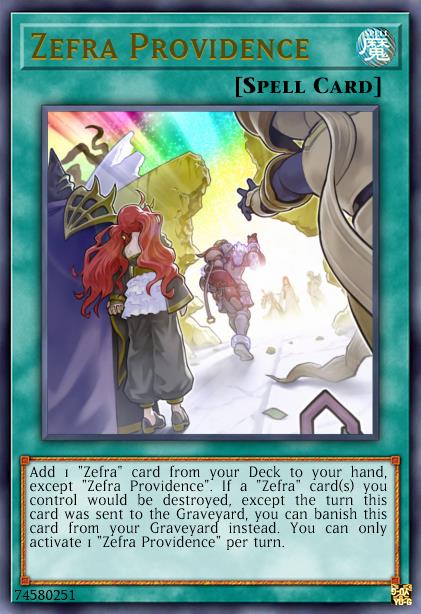 Zefra Providence
SPELL
魔
[Spell Card]
Add 1 "Zefra" card from your Deck to your hand,
except "Zefra Providence". If a "Zefra" card(s) you
control would be destroyed, except the turn this
card was sent to the Graveyard, you can banish this
card from your Graveyard instead. You can only
activate 1 "Zefra Providence" per turn.
74580251